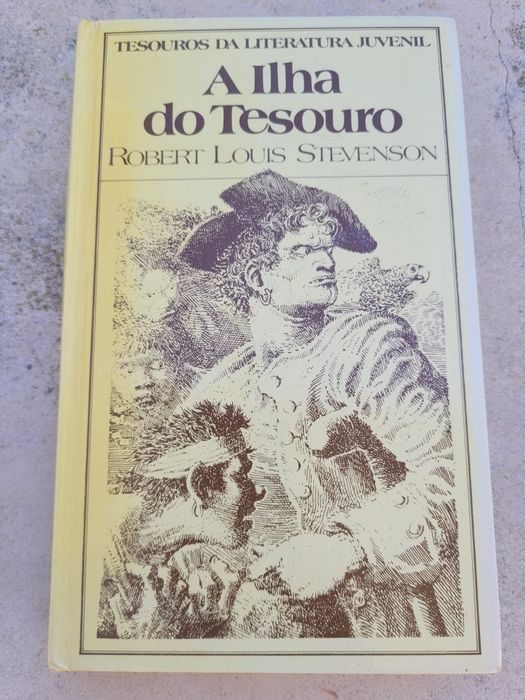 TESOUROS DA LITERATURA JUVENIL
A Ilha
do Tesouro
ROBERT LOUIS STEVENSON